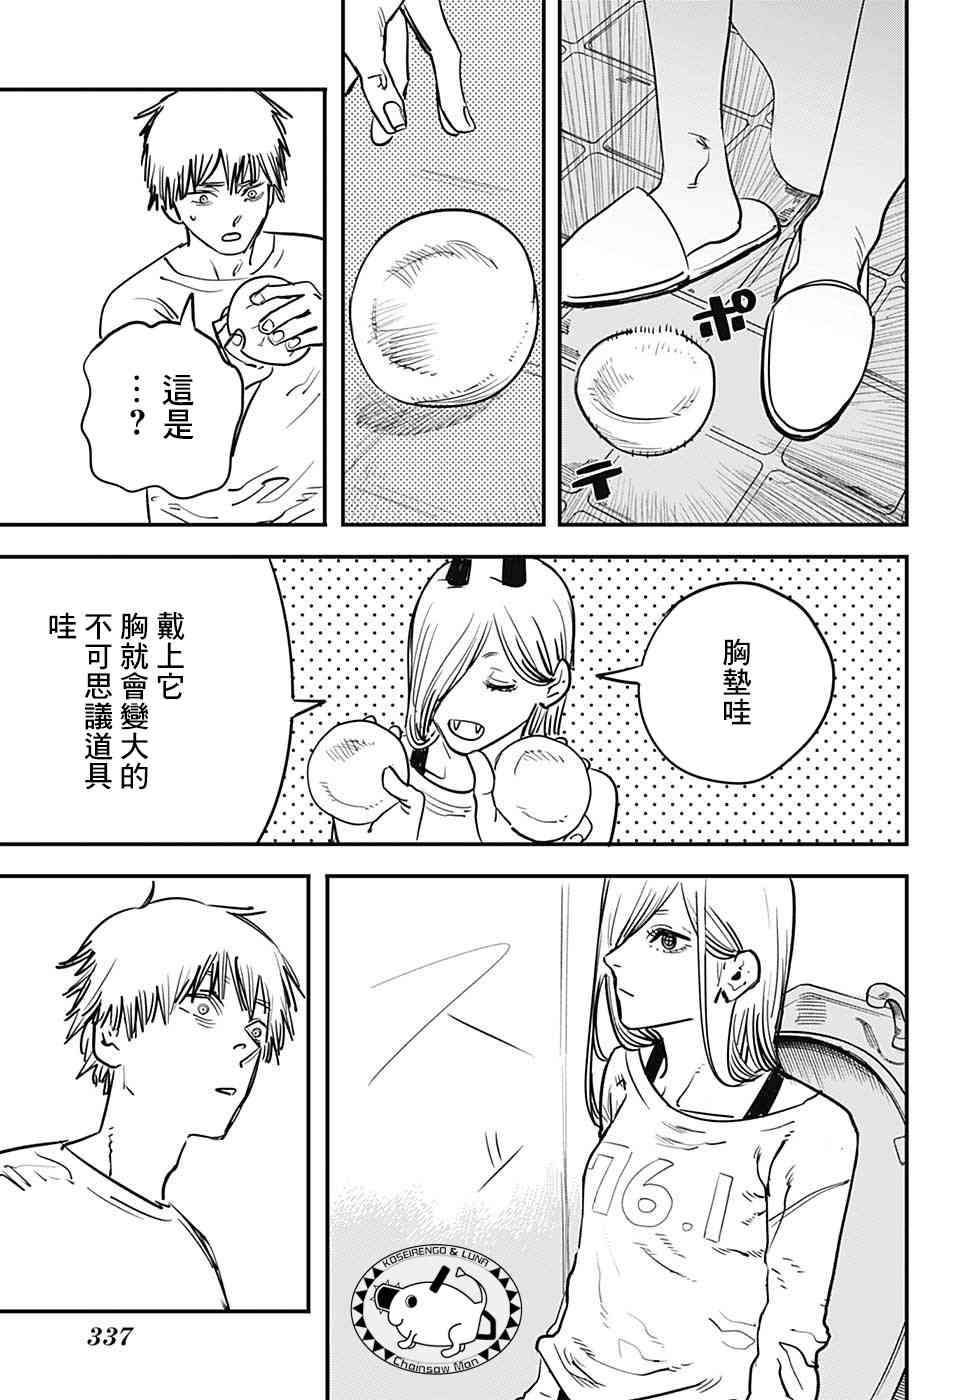 ポ
テ
這是
…？
胸墊哇
戴上它
胸就會變大的
不可思議道具
哇
76.1
KOSEIRENGO & LUNA
Chainsaw Man
337